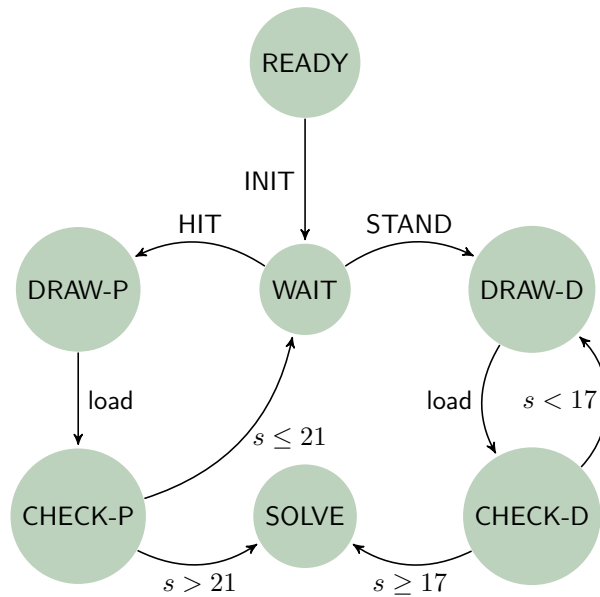 READY
INIT
HIT
STAND
DRAW-P
WAIT
DRAW-D
load
load
s < 17
s ≤ 21
CHECK-P
SOLVE
CHECK-D
s > 21
s ≥ 17